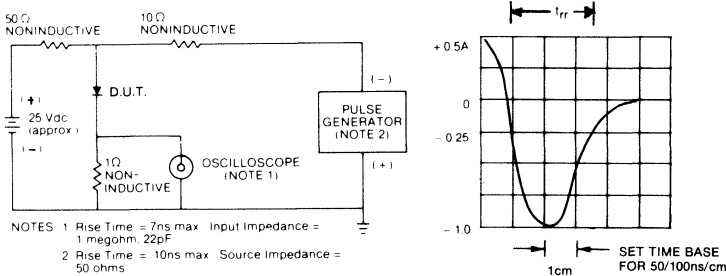 50 Ω
NONINDUCTIVE
10 Ω
NONINDUCTIVE
(+)
25 Vdc
(approx.)
(−)
D.U.T.
1Ω
NON-
INDUCTIVE
OSCILLOSCOPE
(NOTE 1)
(−)
PULSE
GENERATOR
(NOTE 2)
(+)
NOTES 1 Rise Time = 7ns max Input Impedance =
1 megohm, 22pF
2 Rise Time = 10ns max Source Impedance =
50 ohms
trr
+ 0.5A
0
− 0.25
− 1.0
1cm
SET TIME BASE
FOR 50/100ns/cm